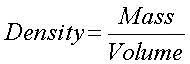 Density = Mass / Volume